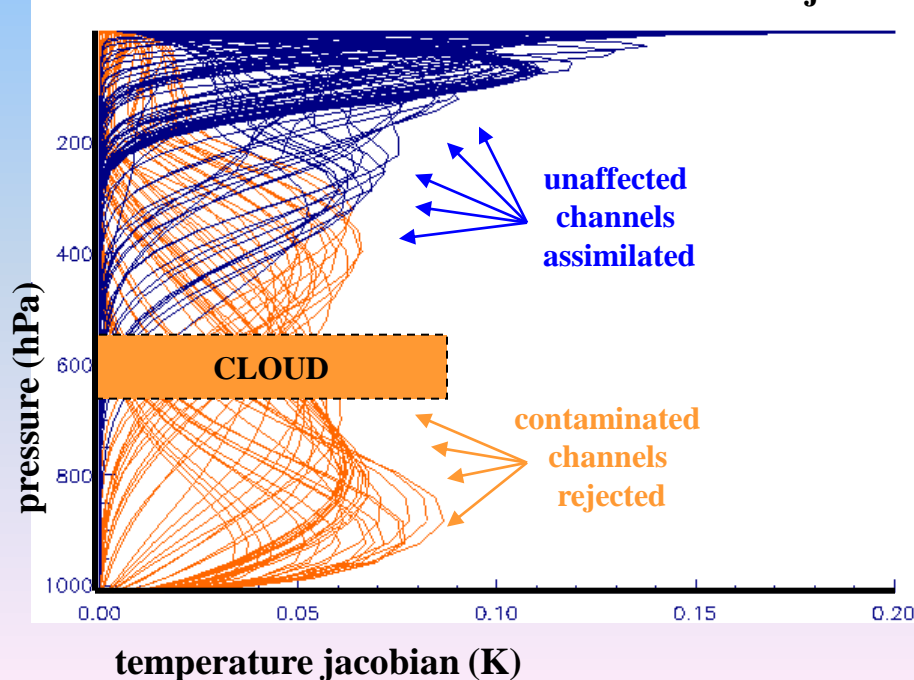 200
400
600
800
1000
pressure (hPa)
unaffected
channels
assimilated
CLOUD
contaminated
channels
rejected
0.00
0.05
0.10
0.15
0.20
temperature jacobian (K)